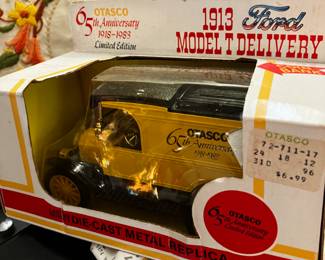 OTASCO
65th Anniversary
1918-1983
Limited Edition
1913 Ford
MODEL T DELIVERY
BANK
OTASCO
65th Anniversary
1918-1983
OTASCO
72-711-17
24 18 12
310 96
$6.99
OTASCO
65th Anniversary
Limited Edition
DIE-CAST METAL REPLICA